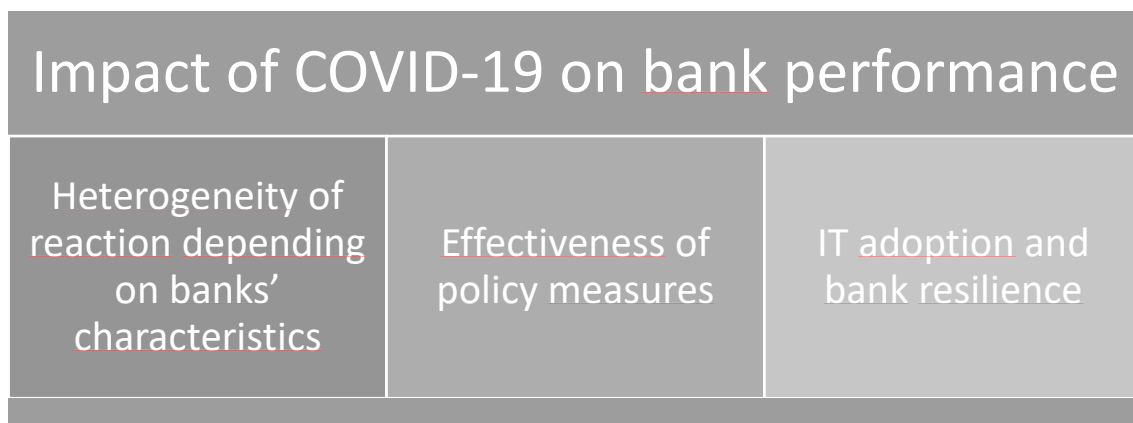 Impact of COVID-19 on bank performance
Heterogeneity of
reaction depending
on banks’
characteristics
Effectiveness of
policy measures
IT adoption and
bank resilience